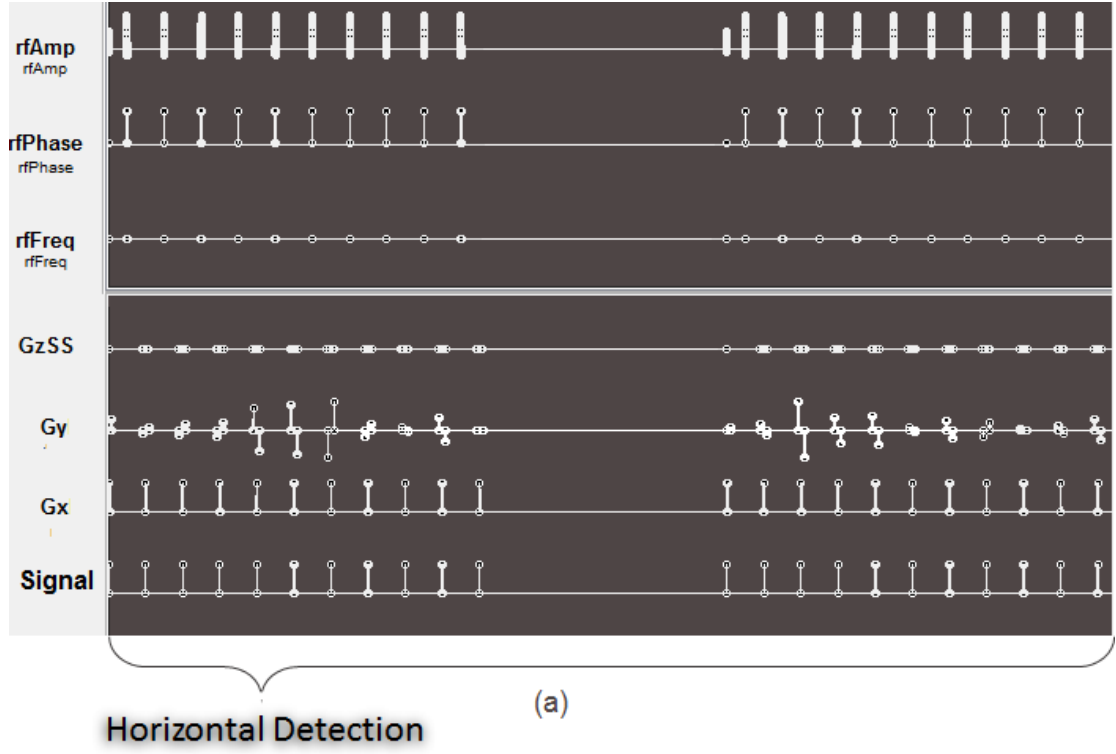 rfAmp
rfAmp
rfPhase
rfPhase
rfFreq
rfFreq
GzSS
Gy
Gx
Signal
(a)
Horizontal Detection